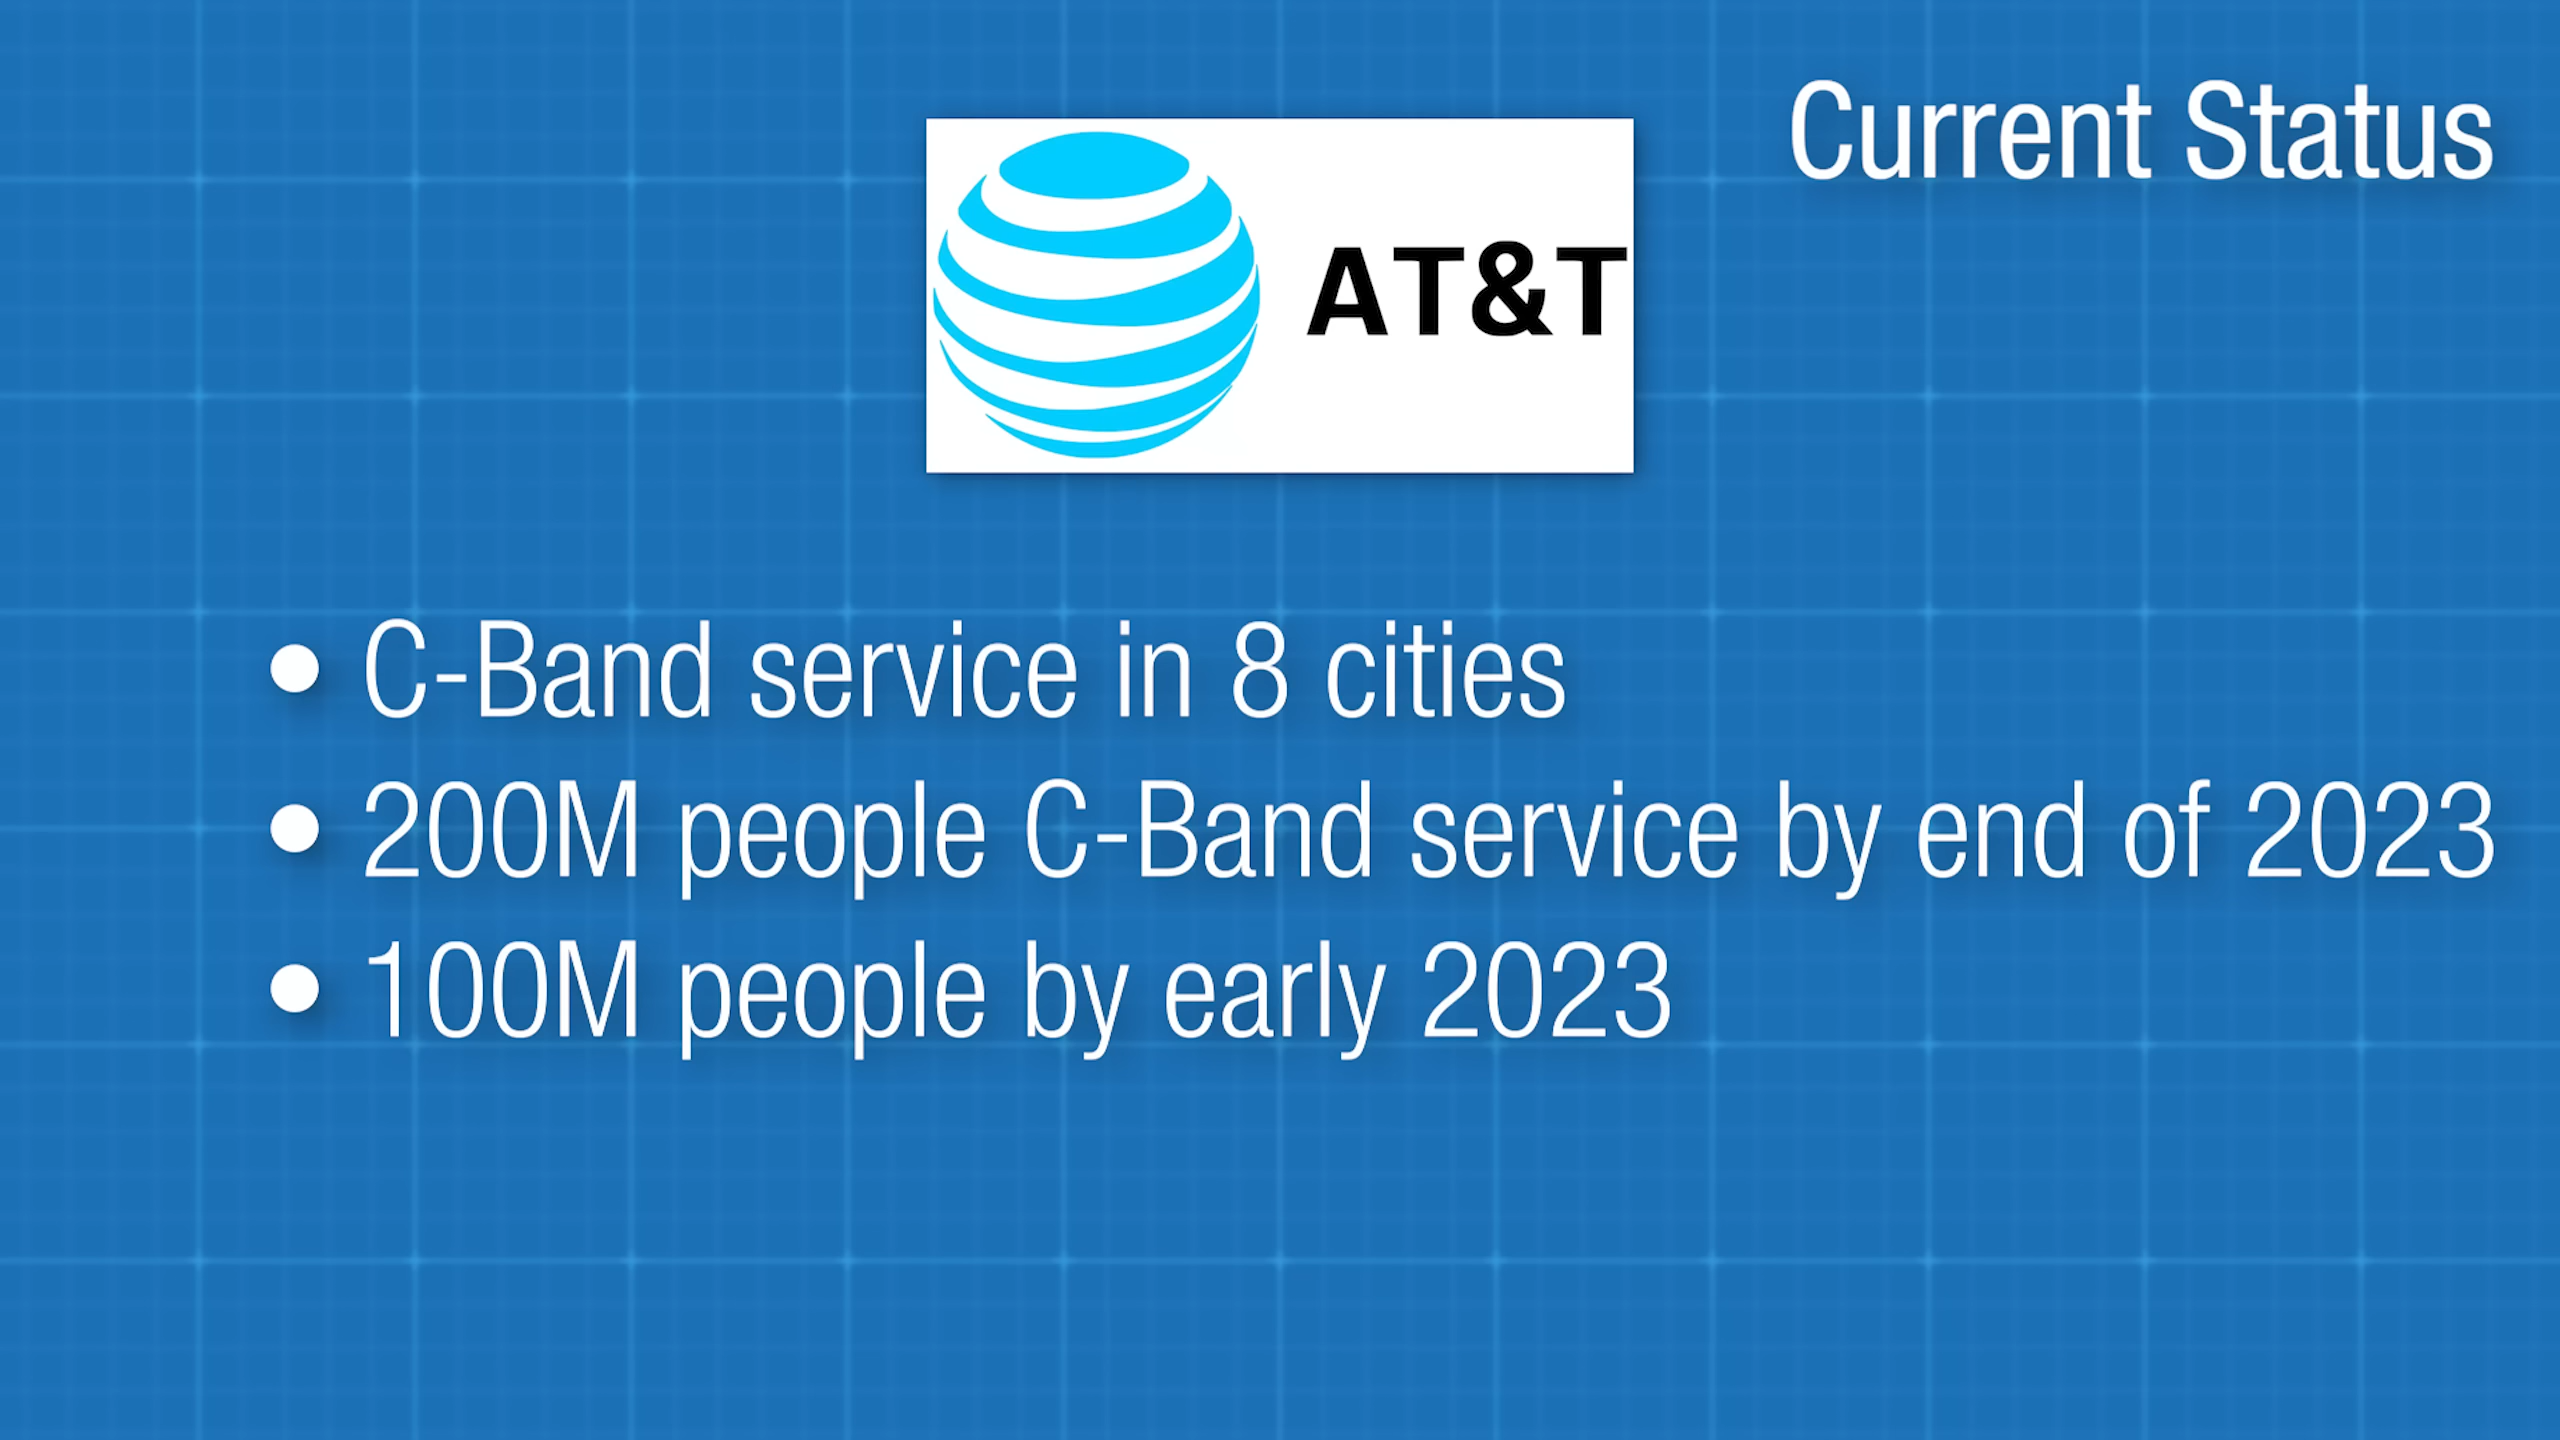 Current Status
AT&T
• C-Band service in 8 cities
• 200M people C-Band service by end of 2023
• 100M people by early 2023